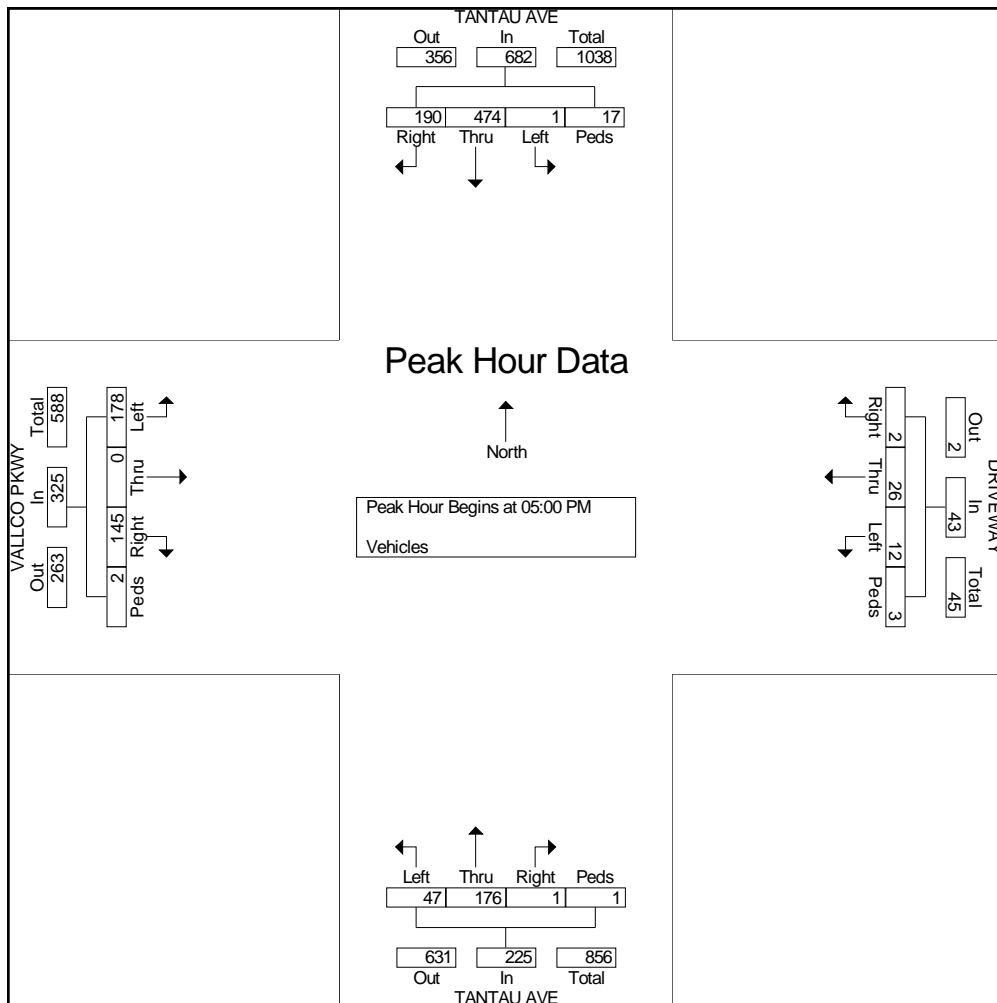 TANTAU AVE
Out In Total
356 682 1038
190 474 1 17
Right Thru Left Peds
Peak Hour Data
North
Peak Hour Begins at 05:00 PM
Vehicles
VALLCO PKWY
Out In Total
263 325 588
2 145 0 178
Peds Right Thru Left
DRIVEWAY
Out In Total
2 43 45
2 26 12 3
Right Thru Left Peds
Left Thru Right Peds
47 176 1 1
631 225 856
Out In Total
TANTAU AVE